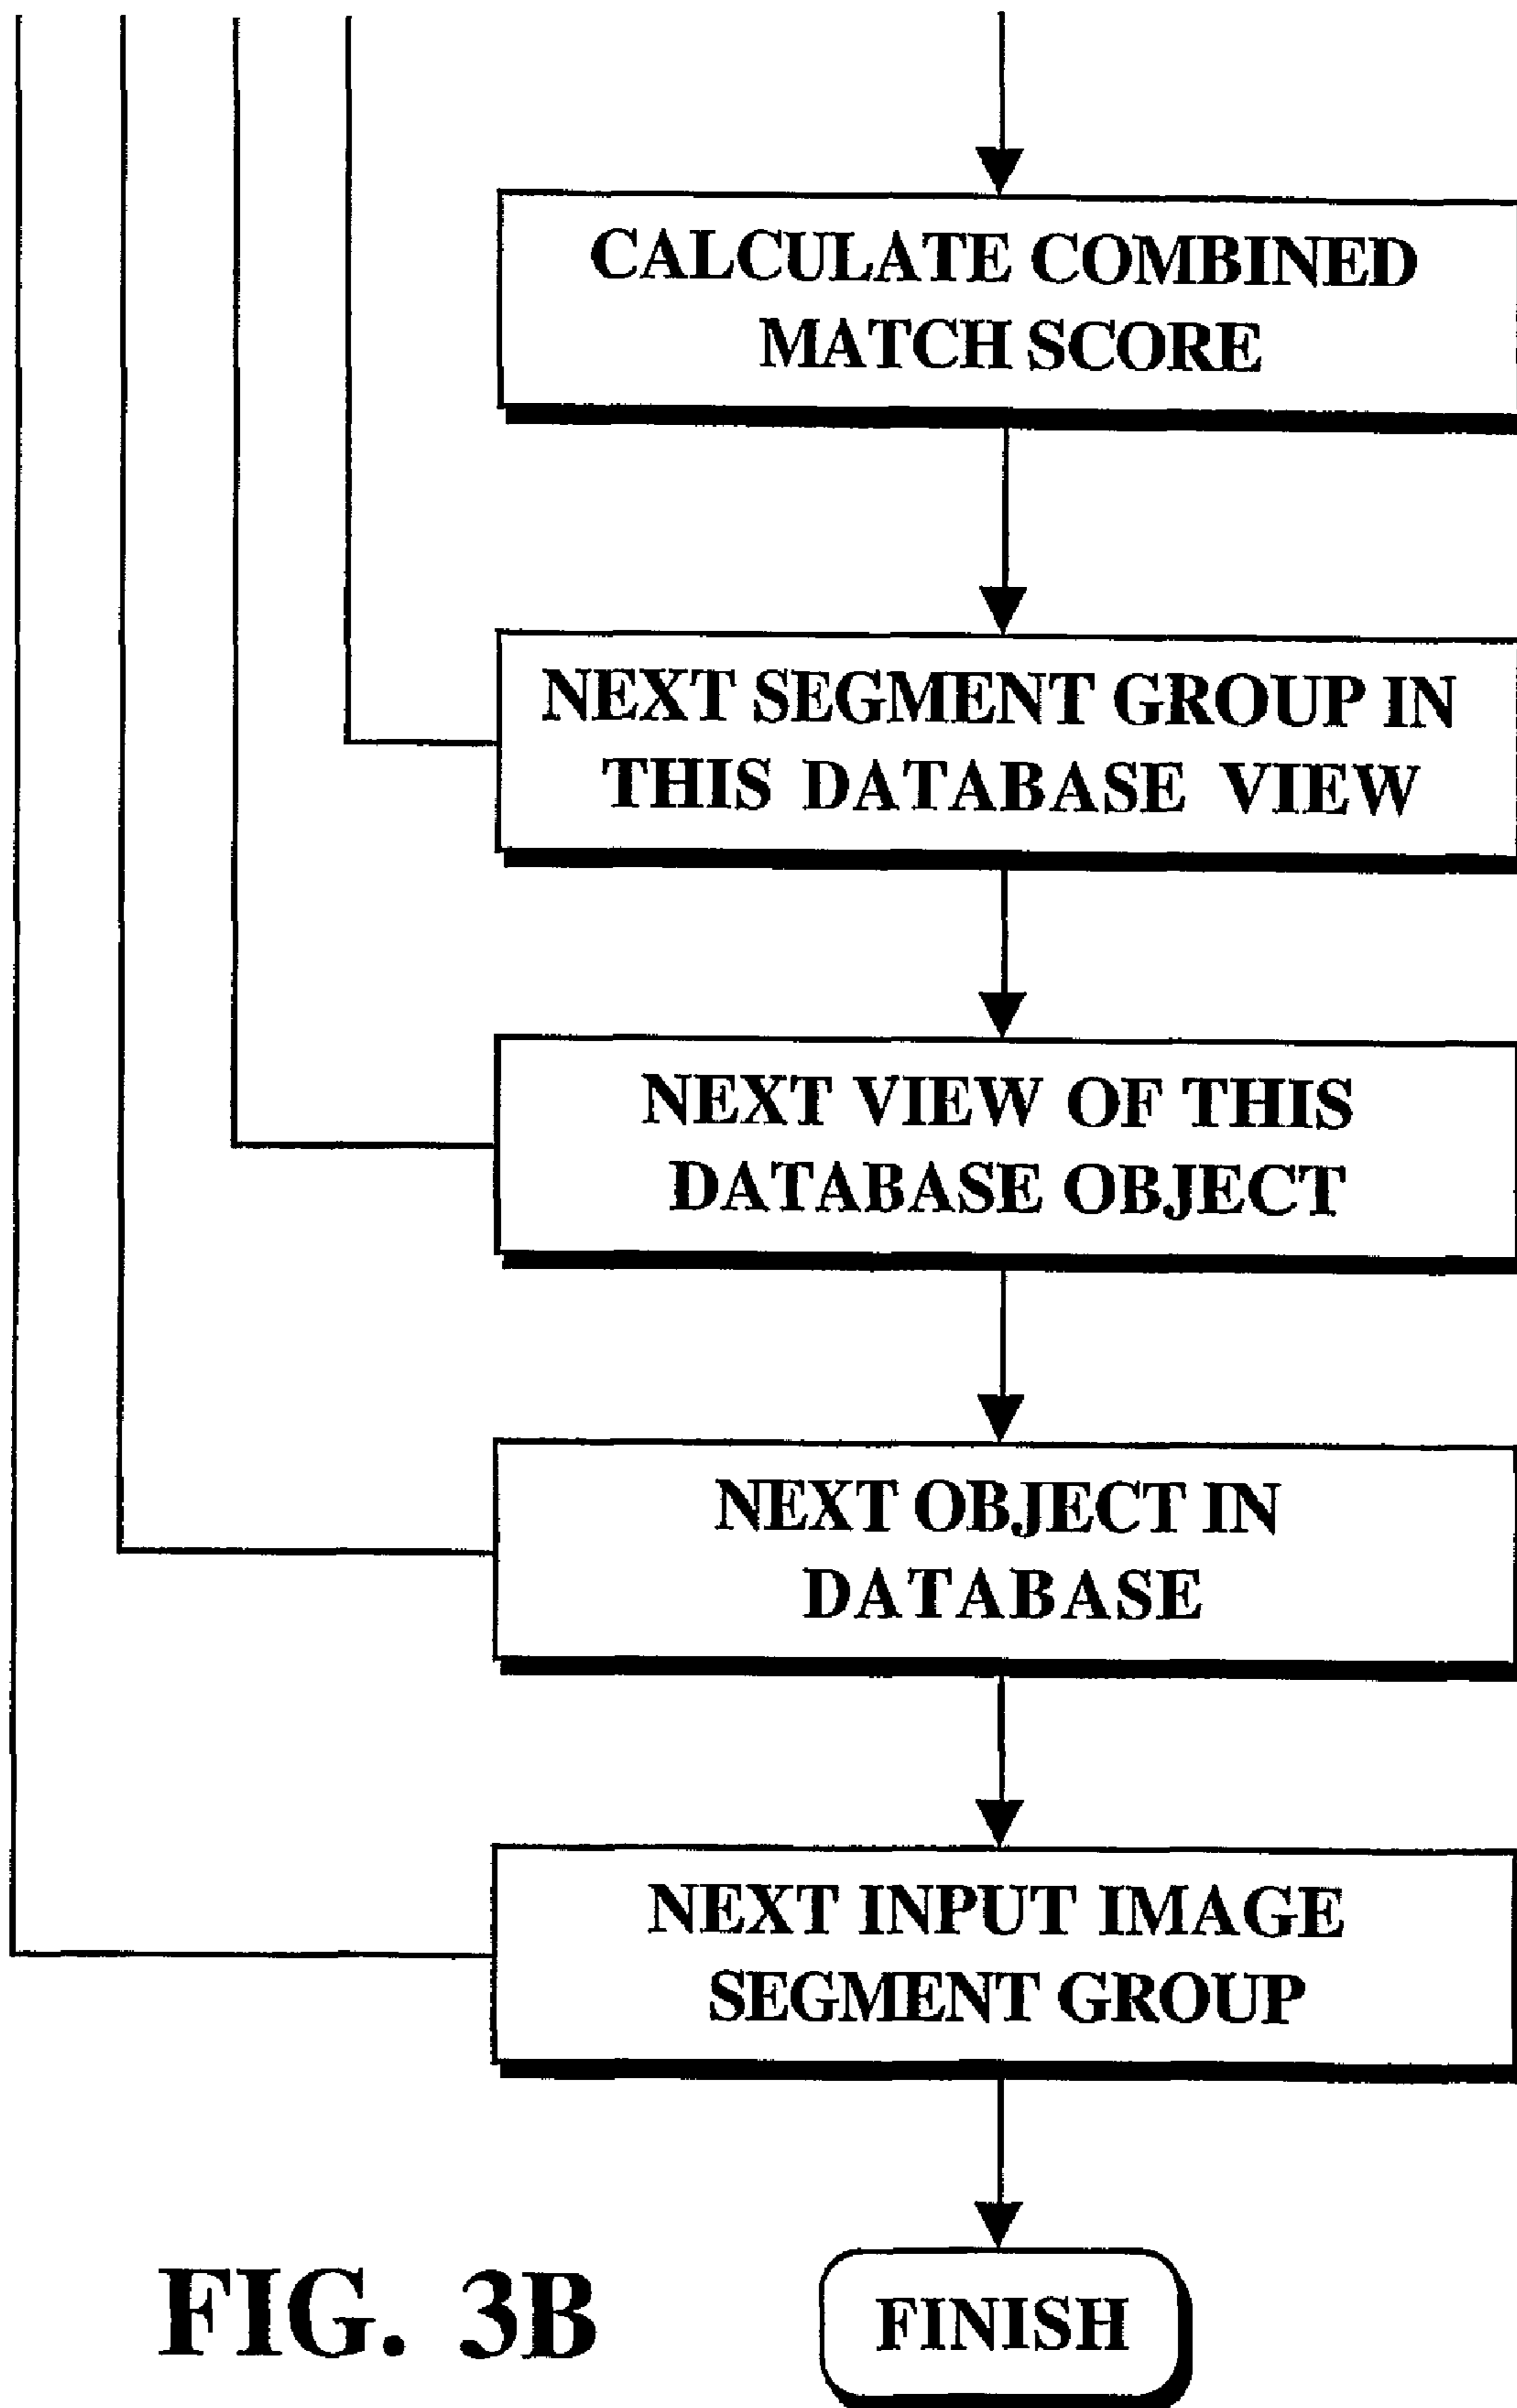 CALCULATE COMBINED
MATCH SCORE
NEXT SEGMENT GROUP IN
THIS DATABASE VIEW
NEXT VIEW OF THIS
DATABASE OBJECT
NEXT OBJECT IN
DATABASE
NEXT INPUT IMAGE
SEGMENT GROUP
FINISH
FIG. 3B